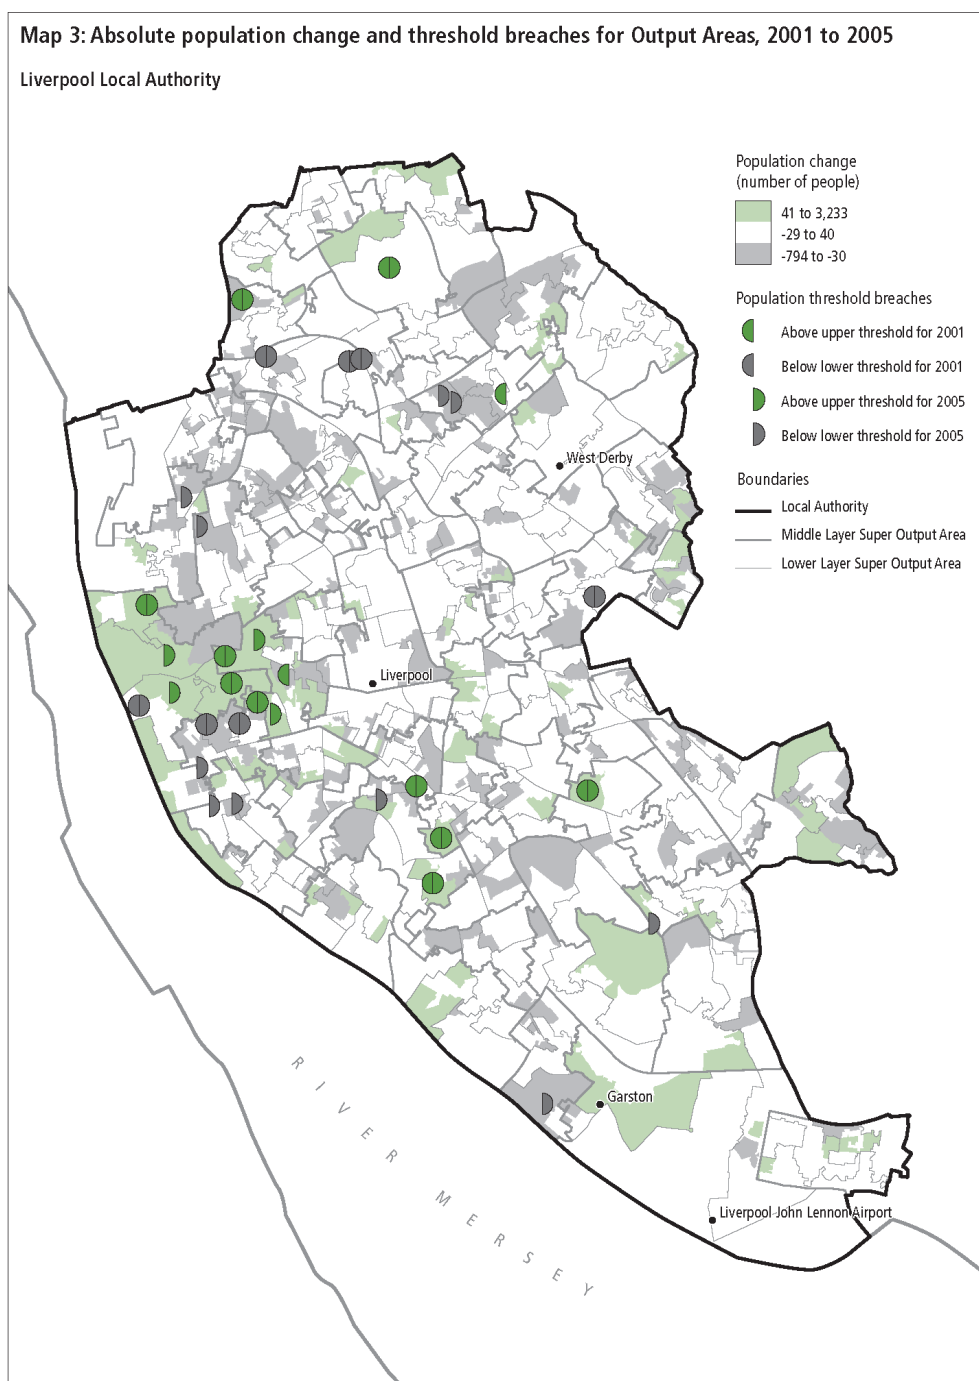 Map 3: Absolute population change and threshold breaches for Output Areas, 2001 to 2005
Liverpool Local Authority
Population change
(number of people)
41 to 3,233
-29 to 40
-794 to -30
Population threshold breaches
Above upper threshold for 2001
Below lower threshold for 2001
Above upper threshold for 2005
Below lower threshold for 2005
Boundaries
Local Authority
Middle Layer Super Output Area
Lower Layer Super Output Area
West Derby
Liverpool
Garston
Liverpool John Lennon Airport
RIVER MERSEY